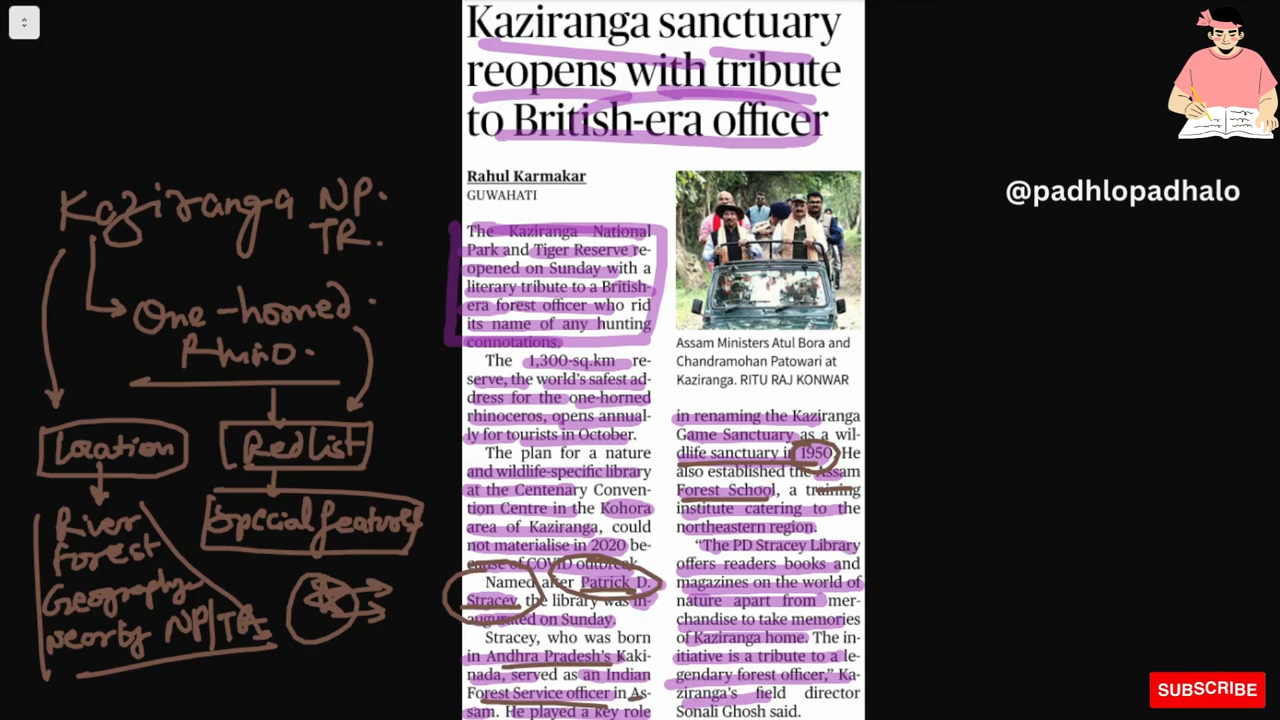 Kaziranga sanctuary
reopens with tribute
to British-era officer
Rahul Karmakar
GUWAHATI
The Kaziranga National
Park and Tiger Reserve re-
opened on Sunday with a
literary tribute to a British-
era forest officer who rid
its name of any hunting
connotations.
The 1,300-sq.km re-
serve, the world's safest ad-
dress for the one-horned
rhinoceros, opens annual-
ly for tourists in October.
The plan for a nature
and wildlife-specific library
at the Centenary Conven-
tion Centre in the Kohora
area of Kaziranga, could
not materialise in 2020 be-
cause of COVID outbreak.
Named after Patrick D.
Stracey, the library was in-
augurated on Sunday.
Stracey, who was born
in Andhra Pradesh's Kaki-
nada, served as an Indian
Forest Service officer in As-
sam. He played a key role
Assam Ministers Atul Bora and
Chandramohan Patowari at
Kaziranga. RITU RAJ KONWAR
in renaming the Kaziranga
Game Sanctuary as a wil-
dlife sanctuary in 1950. He
also established the Assam
Forest School, a training
institute catering to the
northeastern region.
"The PD Stracey Library
offers readers books and
magazines on the world of
nature apart from mer-
chandise to take memories
of Kaziranga home. The in-
itiative is a tribute to a le-
gendary forest officer," Ka-
ziranga's field director
Sonali Ghosh said.
Kaziranga NP.
TR.
One-horned
Rhino.
Location
Red list
Special feature
River
Forest
nearby NP/TR
@padhlopadhalo
SUBSCRIBE